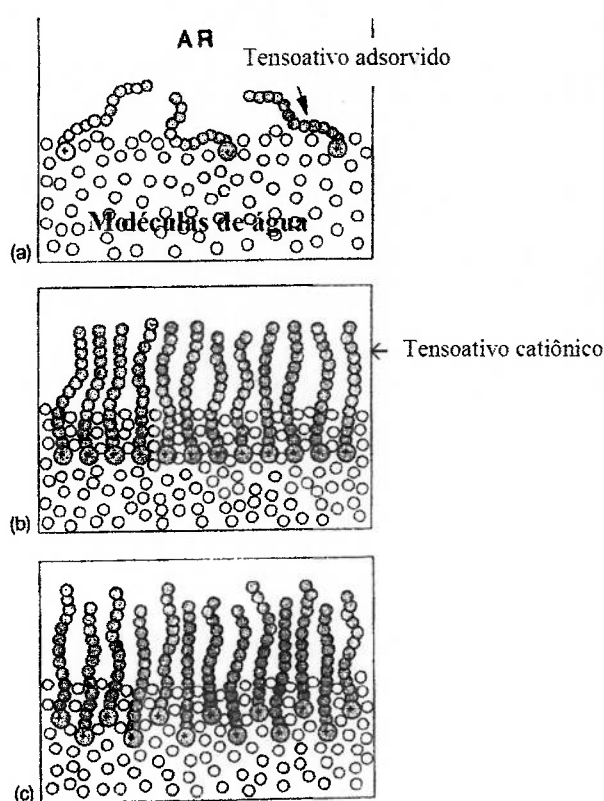 AR
Tensoativo adsorvido
Moléculas de água
(a)
Tensoativo catiônico
(b)
(c)